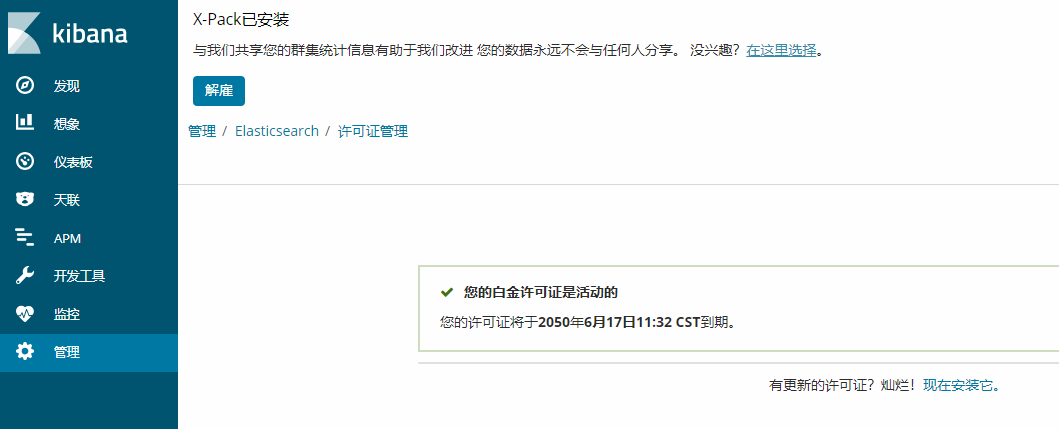 kibana
发现
想象
仪表板
天联
APM
开发工具
监控
管理
X-Pack已安装
与我们共享您的群集统计信息有助于我们改进 您的数据永远不会与任何人分享。 没兴趣? 在这里选择。
解雇
管理 / Elasticsearch / 许可证管理
您的白金许可证是活动的
您的许可证将于2050年6月17日11:32 CST到期。
有更新的许可证? 灿烂! 现在安装它。